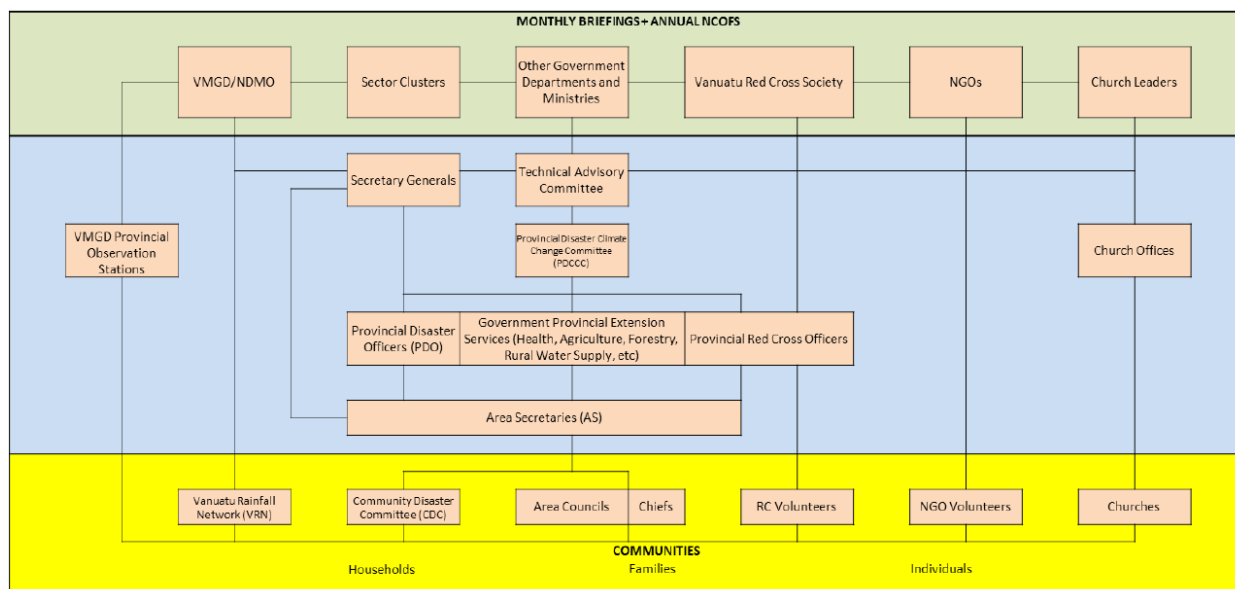 MONTHLY BRIEFINGS+ ANNUAL NCOFS
VMGD/NDMO
Sector Clusters
Other Government
Departments and
Ministries
Vanuatu Red Cross Society
NGOs
Church Leaders
Secretary Generals
Technical Advisory
Committee
VMGD Provincial
Observation
Stations
Provincial Disaster Climate
Change Committee
(PDCCC)
Church Offices
Provincial Disaster
Officers (PDO)
Government Provincial Extension
Services (Health, Agriculture, Forestry,
Rural Water Supply, etc)
Provincial Red Cross Officers
Area Secretaries (AS)
Vanuatu Rainfall
Network (VRN)
Community Disaster
Committee (CDC)
Area Councils
Chiefs
RC Volunteers
NGO Volunteers
Churches
COMMUNITIES
Households
Families
Individuals